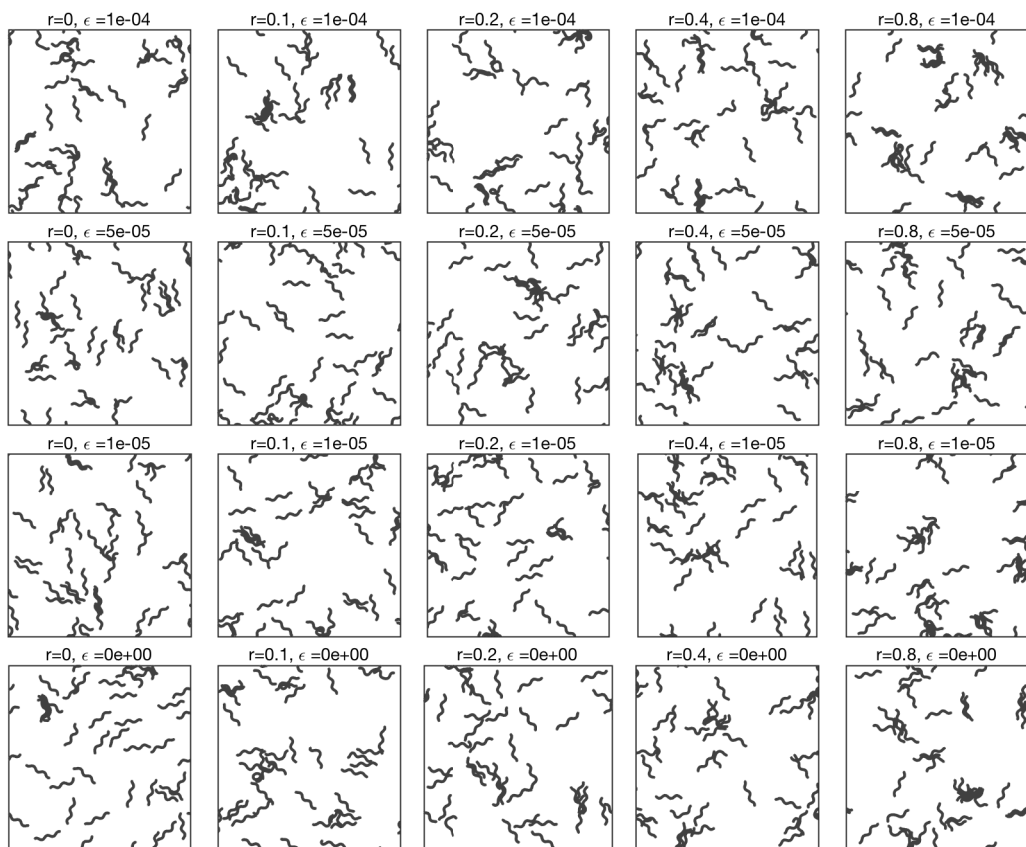 r=0, ϵ =1e-04
r=0.1, ϵ =1e-04
r=0.2, ϵ =1e-04
r=0.4, ϵ =1e-04
r=0.8, ϵ =1e-04
r=0, ϵ =5e-05
r=0.1, ϵ =5e-05
r=0.2, ϵ =5e-05
r=0.4, ϵ =5e-05
r=0.8, ϵ =5e-05
r=0, ϵ =1e-05
r=0.1, ϵ =1e-05
r=0.2, ϵ =1e-05
r=0.4, ϵ =1e-05
r=0.8, ϵ =1e-05
r=0, ϵ =0e+00
r=0.1, ϵ =0e+00
r=0.2, ϵ =0e+00
r=0.4, ϵ =0e+00
r=0.8, ϵ =0e+00